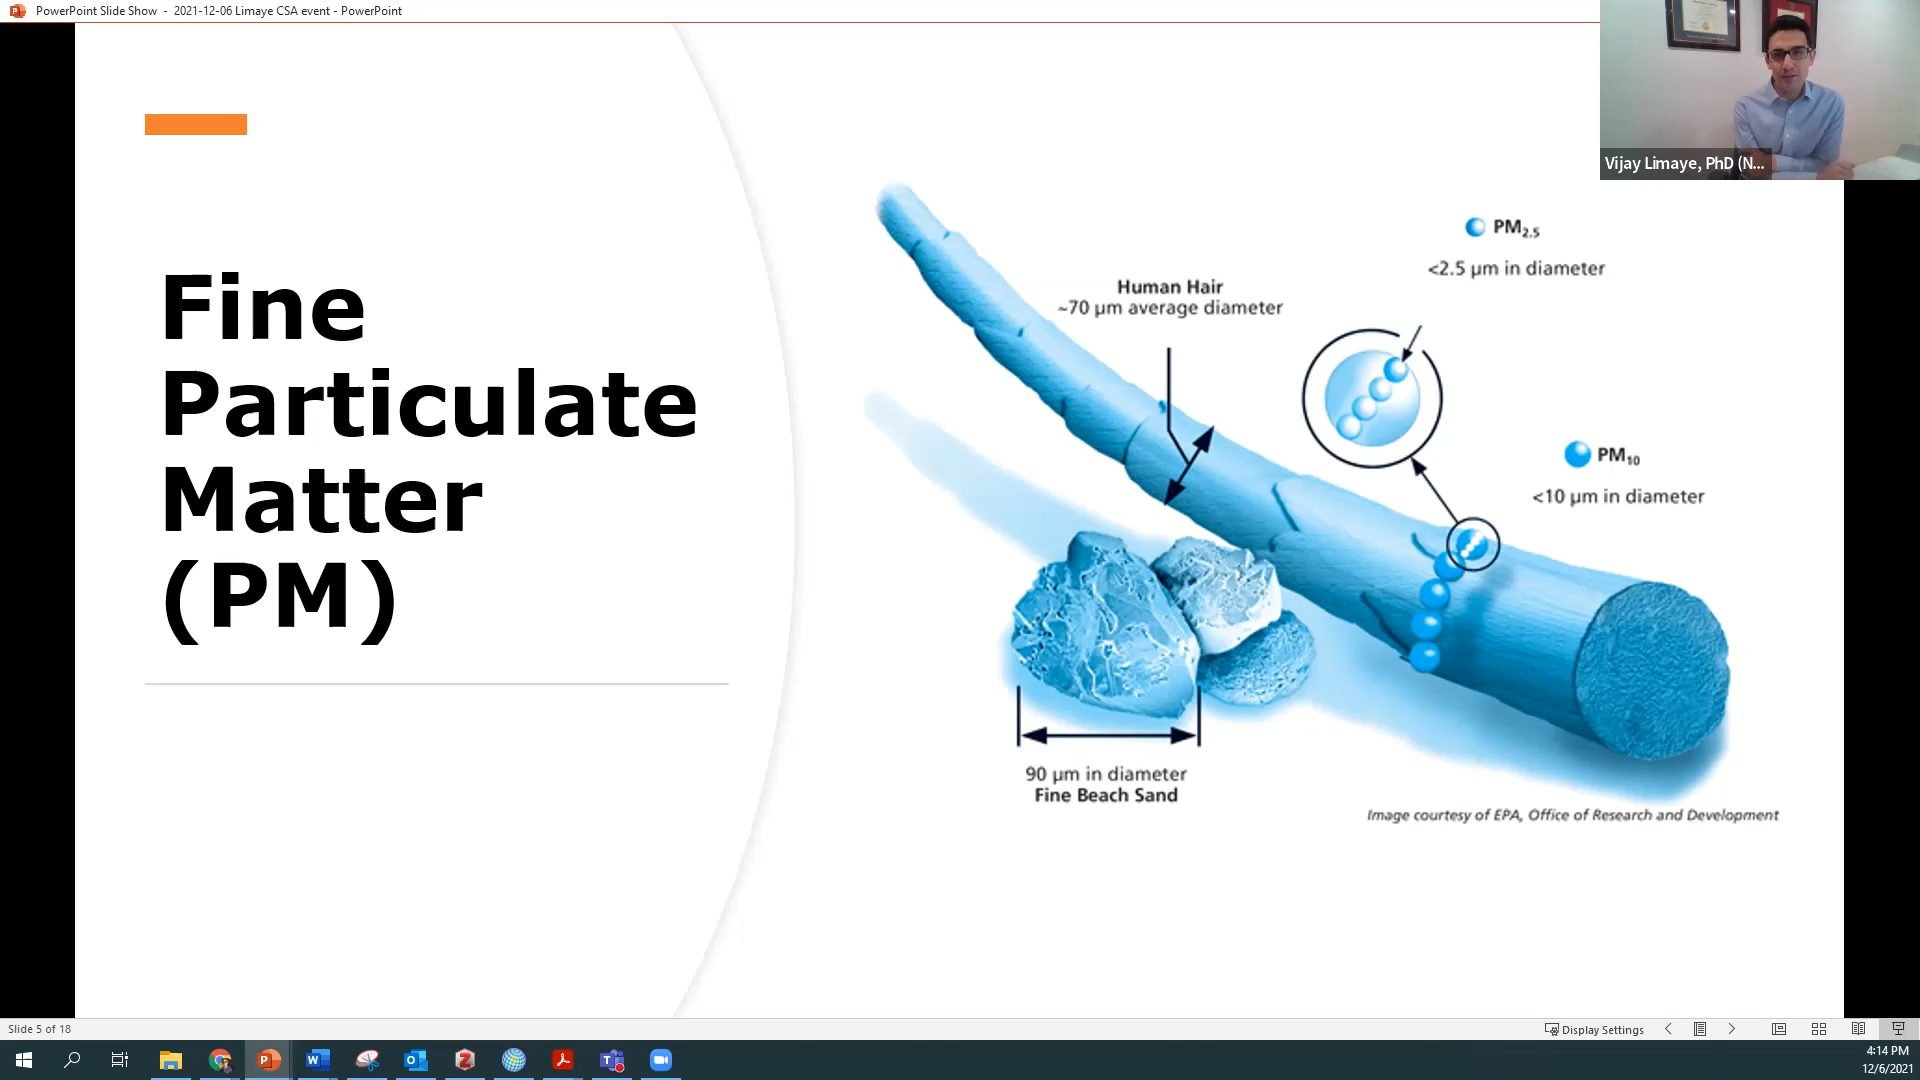 PowerPoint Slide Show - 2021-12-06 Limaye CSA event - PowerPoint
Vijay Limaye, PhD (N...
Fine
Particulate
Matter
(PM)
PM2.5
<2.5 µm in diameter
Human Hair
~70 µm average diameter
PM10
<10 µm in diameter
90 µm in diameter
Fine Beach Sand
Image courtesy of EPA, Office of Research and Development
Slide 5 of 18
Display Settings
4:14 PM
12/6/2021